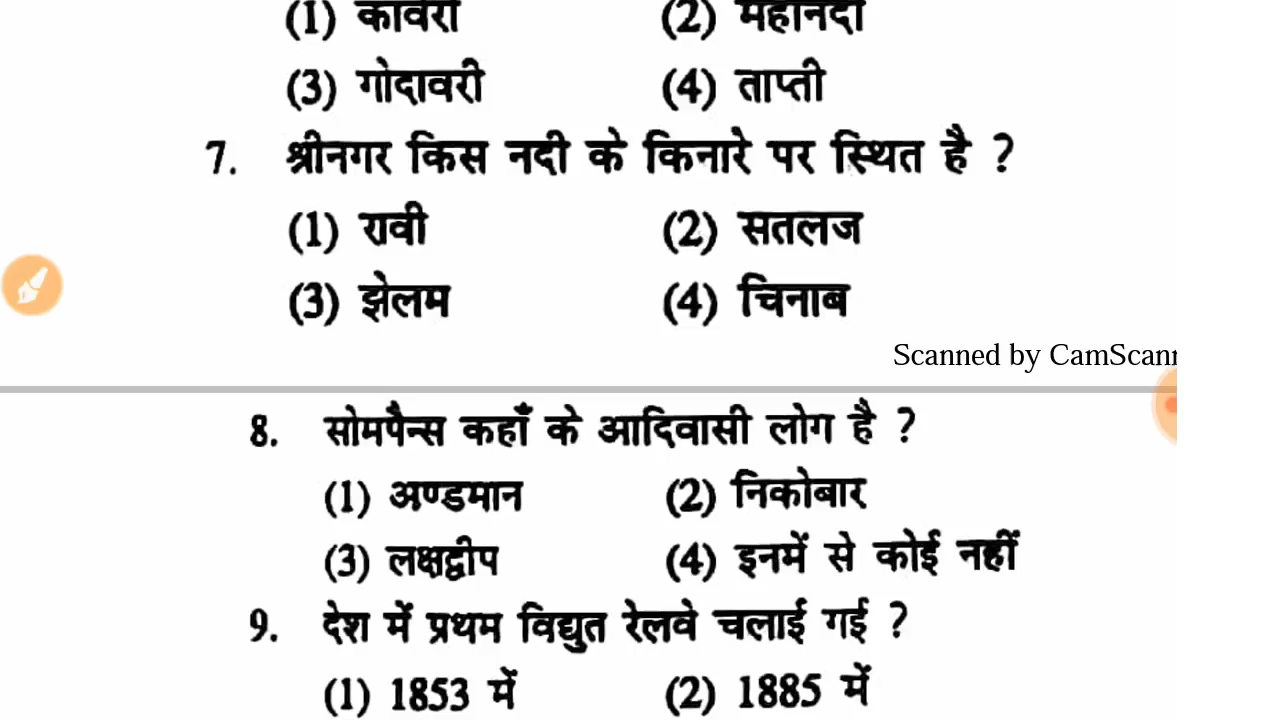 (1) कावेरी (2) महानदी
(3) गोदावरी (4) ताप्ती
7. श्रीनगर किस नदी के किनारे पर स्थित है ?
(1) रावी (2) सतलज
(3) झेलम (4) चिनाब
Scanned by CamScann
8. सोमपैन्स कहाँ के आदिवासी लोग है ?
(1) अण्डमान (2) निकोबार
(3) लक्षद्वीप (4) इनमें से कोई नहीं
9. देश में प्रथम विद्युत रेलवे चलाई गई ?
(1) 1853 में (2) 1885 में